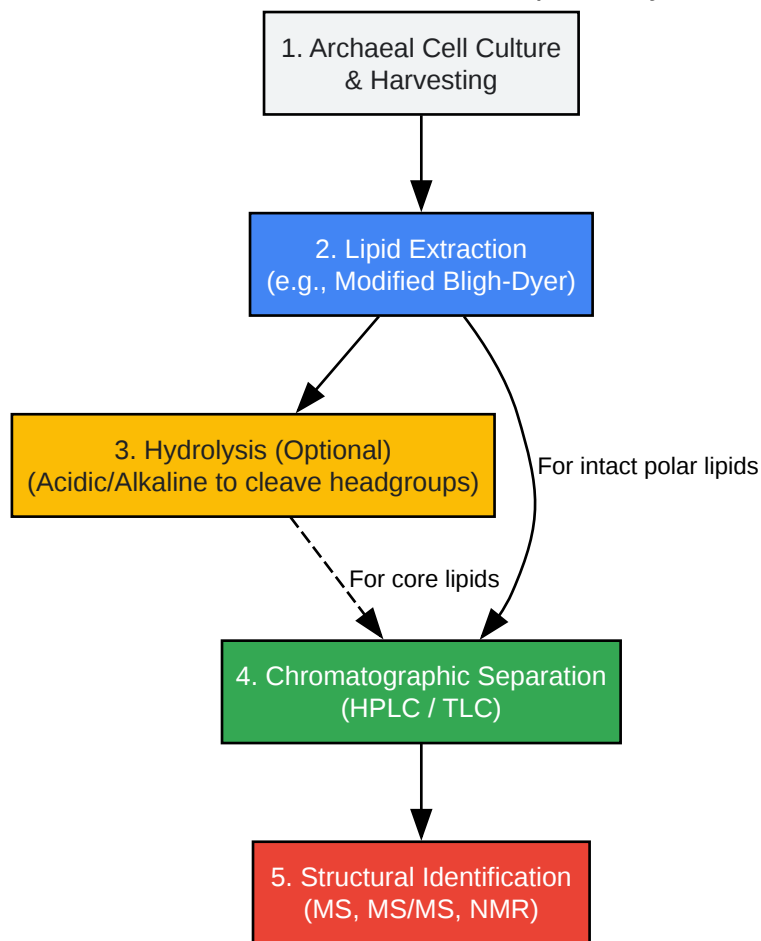 1. Archaeal Cell Culture
& Harvesting
2. Lipid Extraction
(e.g., Modified Bligh-Dyer)
3. Hydrolysis (Optional)
(Acidic/Alkaline to cleave headgroups)
For intact polar lipids
For core lipids
4. Chromatographic Separation
(HPLC / TLC)
5. Structural Identification
(MS, MS/MS, NMR)